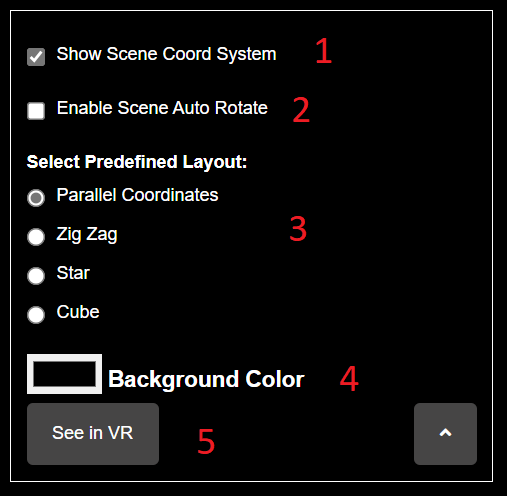 Show Scene Coord System 1
Enable Scene Auto Rotate 2
Select Predefined Layout:
Parallel Coordinates
Zig Zag 3
Star
Cube
Background Color 4
See in VR 5